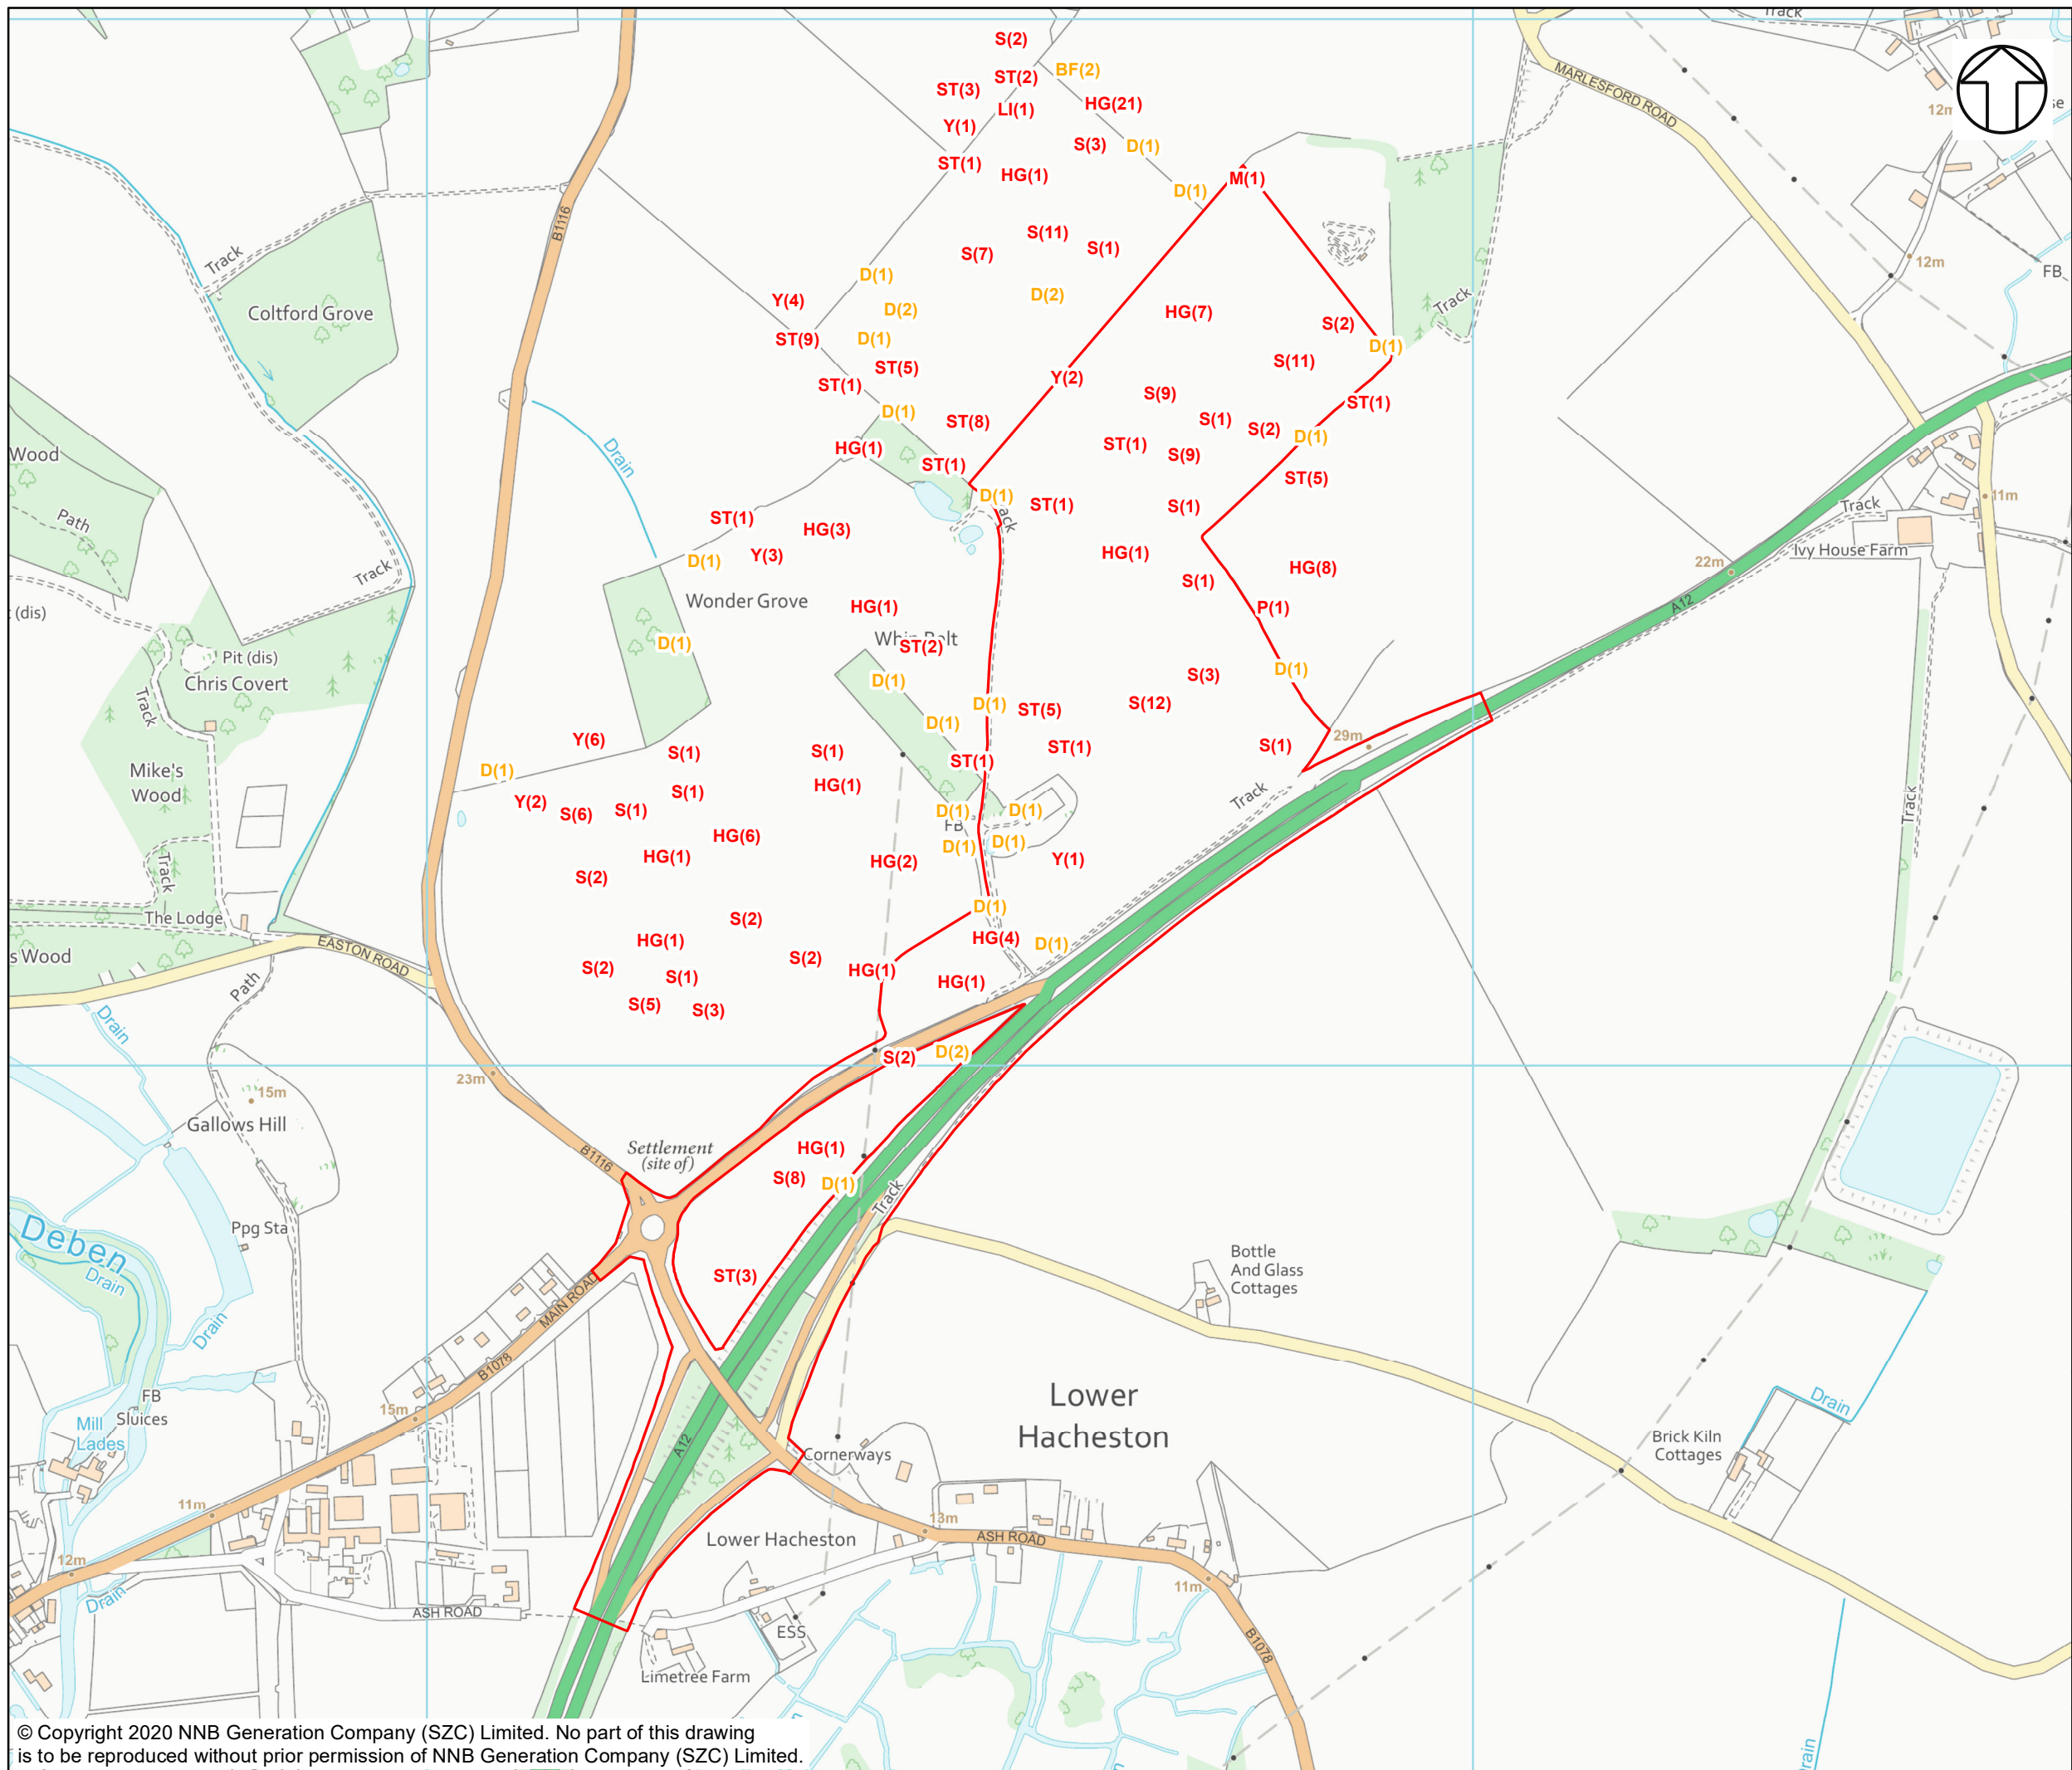 Track
MARLESFORD ROAD
12m
S(2)
BF(2)
ST(2)
ST(3)
LI(1)
HG(21)
Y(1)
S(3)
D(1)
ST(1)
HG(1)
M(1)
D(1)
B1116
S(11)
S(1)
S(7)
Track
12m
FB
D(1)
Y(4)
D(2)
D(2)
Track
Coltford Grove
HG(7)
S(2)
ST(9)
D(1)
D(1)
S(11)
ST(5)
ST(1)
Y(2)
S(9)
ST(1)
D(1)
ST(8)
S(1)
S(2)
D(1)
Wood
Drain
HG(1)
ST(1)
ST(1)
S(9)
ST(5)
D(1)
ST(1)
S(1)
11m
Track
Path
ST(1)
HG(3)
Ivy House Farm
Y(3)
D(1)
HG(1)
HG(8)
22m
Track
S(1)
Wonder Grove
HG(1)
P(1)
A12
(dis)
D(1)
ST(2)
Pit (dis)
Chris Covert
Track
D(1)
S(3)
D(1)
D(1)
ST(5)
S(12)
D(1)
Y(6)
S(1)
S(1)
ST(1)
ST(1)
S(1)
29m
D(1)
Mike's
Wood
HG(1)
S(1)
Track
Track
Y(2)
S(6)
S(1)
D(1)
D(1)
FB
HG(6)
D(1)
D(1)
HG(1)
HG(2)
Y(1)
Track
S(2)
The Lodge
S(2)
D(1)
EASTON ROAD
HG(1)
HG(4)
D(1)
s Wood
S(2)
S(2)
HG(1)
S(1)
HG(1)
Path
S(5)
S(3)
Drain
S(2)
D(2)
23m
15m
Gallows Hill
Settlement
(site of)
HG(1)
B1116
S(8)
D(1)
Track
Ppg Sta
Deben
Drain
Bottle
And Glass
Cottages
ST(3)
MAIN ROAD
Drain
B1078
FB
Sluices
15m
Mill
Lades
Lower
Hacheston
Drain
A12
Cornerways
Brick Kiln
Cottages
11m
13m
Lower Hacheston
ASH ROAD
12m
Drain
11m
ASH ROAD
ESS
B1078
Limetree Farm
© Copyright 2020 NNB Generation Company (SZC) Limited. No part of this drawing
is to be reproduced without prior permission of NNB Generation Company (SZC) Limited.